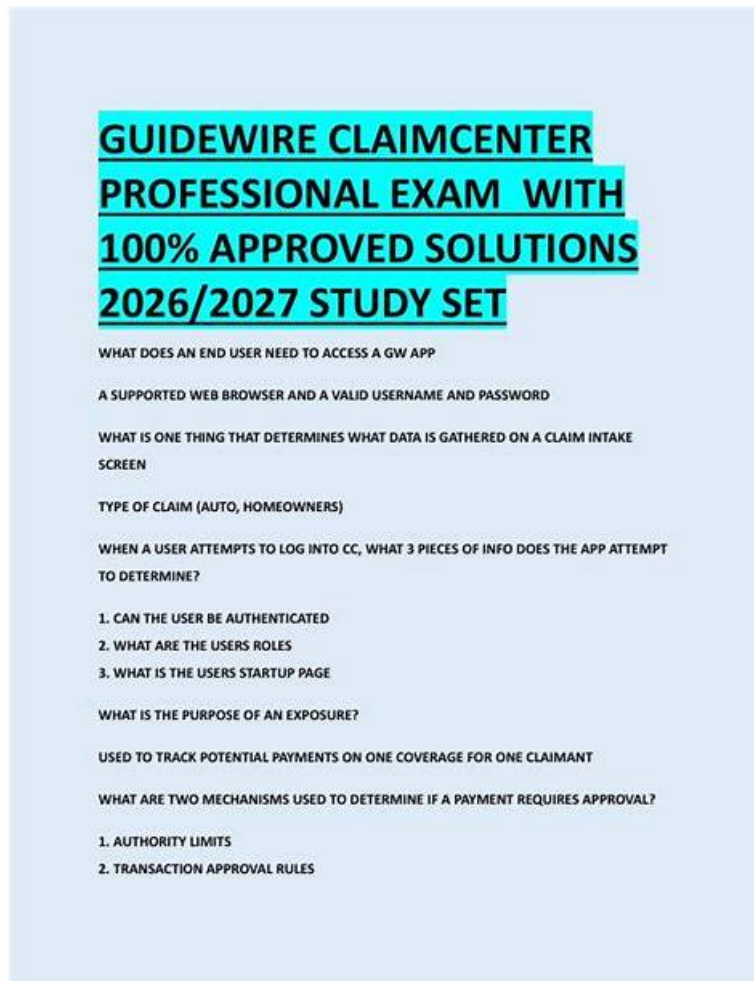 GUIDEWIRE CLAIMCENTER
PROFESSIONAL EXAM WITH
100% APPROVED SOLUTIONS
2026/2027 STUDY SET
WHAT DOES AN END USER NEED TO ACCESS A GW APP
A SUPPORTED WEB BROWSER AND A VALID USERNAME AND PASSWORD
WHAT IS ONE THING THAT DETERMINES WHAT DATA IS GATHERED ON A CLAIM INTAKE
SCREEN
TYPE OF CLAIM (AUTO, HOMEOWNERS)
WHEN A USER ATTEMPTS TO LOG INTO CC, WHAT 3 PIECES OF INFO DOES THE APP ATTEMPT
TO DETERMINE?
1. CAN THE USER BE AUTHENTICATED
2. WHAT ARE THE USERS ROLES
3. WHAT IS THE USERS STARTUP PAGE
WHAT IS THE PURPOSE OF AN EXPOSURE?
USED TO TRACK POTENTIAL PAYMENTS ON ONE COVERAGE FOR ONE CLAIMANT
WHAT ARE TWO MECHANISMS USED TO DETERMINE IF A PAYMENT REQUIRES APPROVAL?
1. AUTHORITY LIMITS
2. TRANSACTION APPROVAL RULES